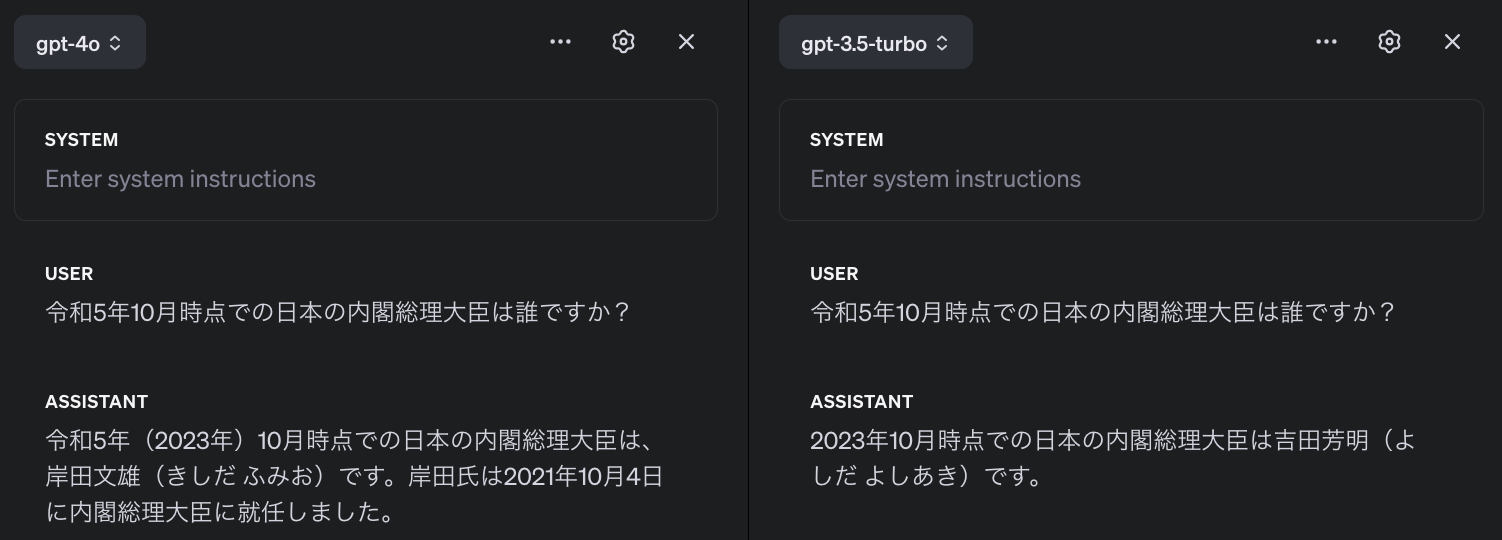 gpt-4o
SYSTEM
Enter system instructions
USER
令和5年10月時点での日本の内閣総理大臣は誰ですか？
ASSISTANT
令和5年（2023年）10月時点での日本の内閣総理大臣は、
岸田文雄（きしだ ふみお）です。岸田氏は2021年10月4日
に内閣総理大臣に就任しました。
gpt-3.5-turbo
SYSTEM
Enter system instructions
USER
令和5年10月時点での日本の内閣総理大臣は誰ですか？
ASSISTANT
2023年10月時点での日本の内閣総理大臣は吉田芳明（よ
しだ よしあき）です。